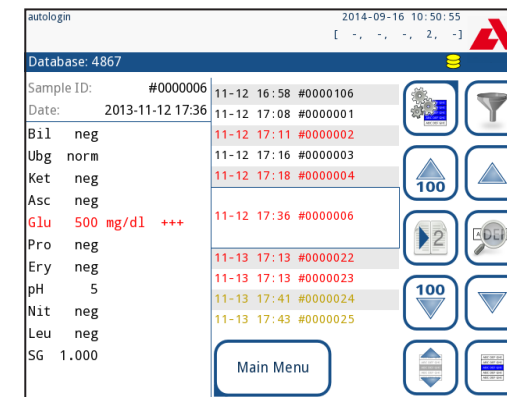 autologin 2014-09-16 10:50:55
[ -, -, -, 2, -]
Database: 4867
Sample ID: #0000006
Date: 2013-11-12 17:36
Bil neg
Ubg norm
Ket neg
Asc neg
Glu 500 mg/dl +++
Pro neg
Ery neg
pH 5
Nit neg
Leu neg
SG 1.000
11-12 16:58 #0000106
11-12 17:08 #0000001
11-12 17:11 #0000002
11-12 17:16 #0000003
11-12 17:18 #0000004
11-12 17:36 #0000006
11-13 17:13 #0000022
11-13 17:13 #0000023
11-13 17:41 #0000024
11-13 17:43 #0000025
Main Menu
100
2
100